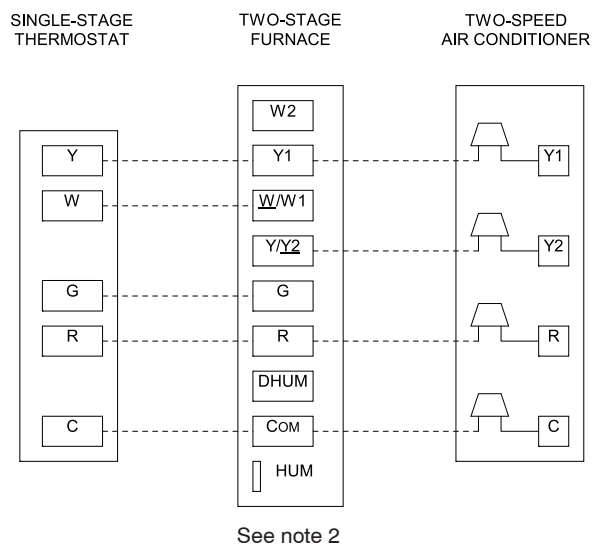 SINGLE-STAGE
THERMOSTAT
TWO-STAGE
FURNACE
TWO-SPEED
AIR CONDITIONER
W2
Y Y1 Y1
W W/W1
Y/Y2 Y2
G G
R R R
DHUM
C COM C
HUM
See note 2